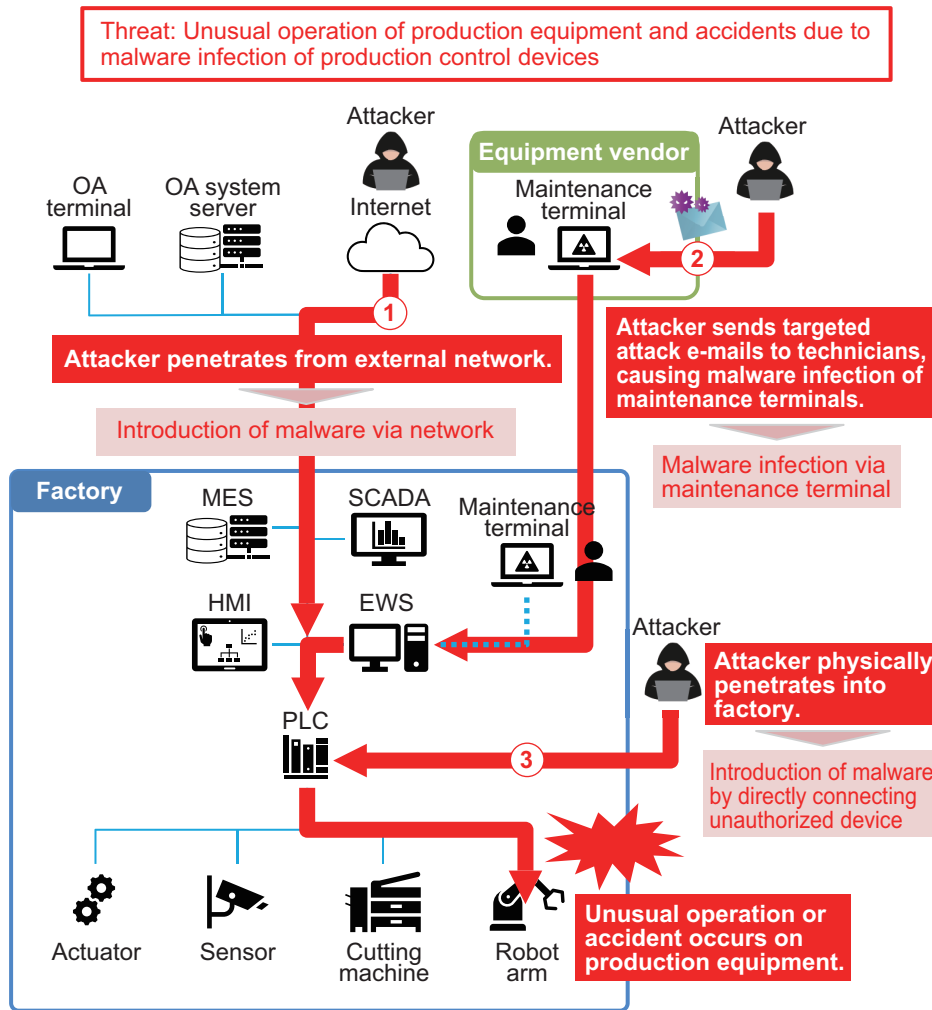 Threat: Unusual operation of production equipment and accidents due to
malware infection of production control devices
Attacker
Attacker
Equipment vendor
OA
terminal
OA system
server
Internet
Maintenance
terminal
1
2
Attacker penetrates from external network.
Introduction of malware via network
Attacker sends targeted
attack e-mails to technicians,
causing malware infection of
maintenance terminals.
Malware infection via
maintenance terminal
Factory
MES
SCADA
Maintenance
terminal
HMI
EWS
Attacker
Attacker physically
penetrates into
factory.
PLC
3
Introduction of malware
by directly connecting
unauthorized device
Unusual operation or
accident occurs on
production equipment.
Actuator
Sensor
Cutting
machine
Robot
arm